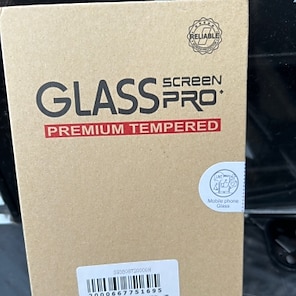 RELIABLE
GLASS SCREEN PRO+
PREMIUM TEMPERED
Mobile phone
Glass
2000667751695